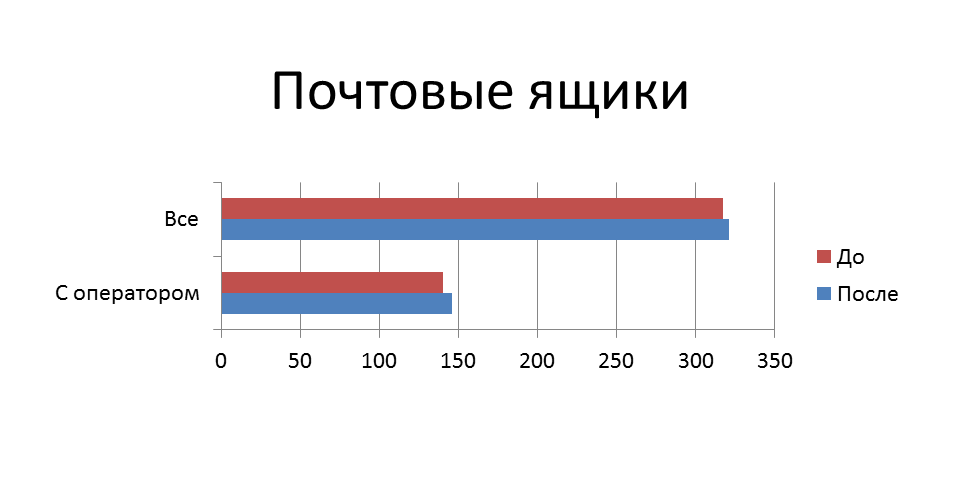 Почтовые ящики
Все
До
С оператором
После
0 50 100 150 200 250 300 350